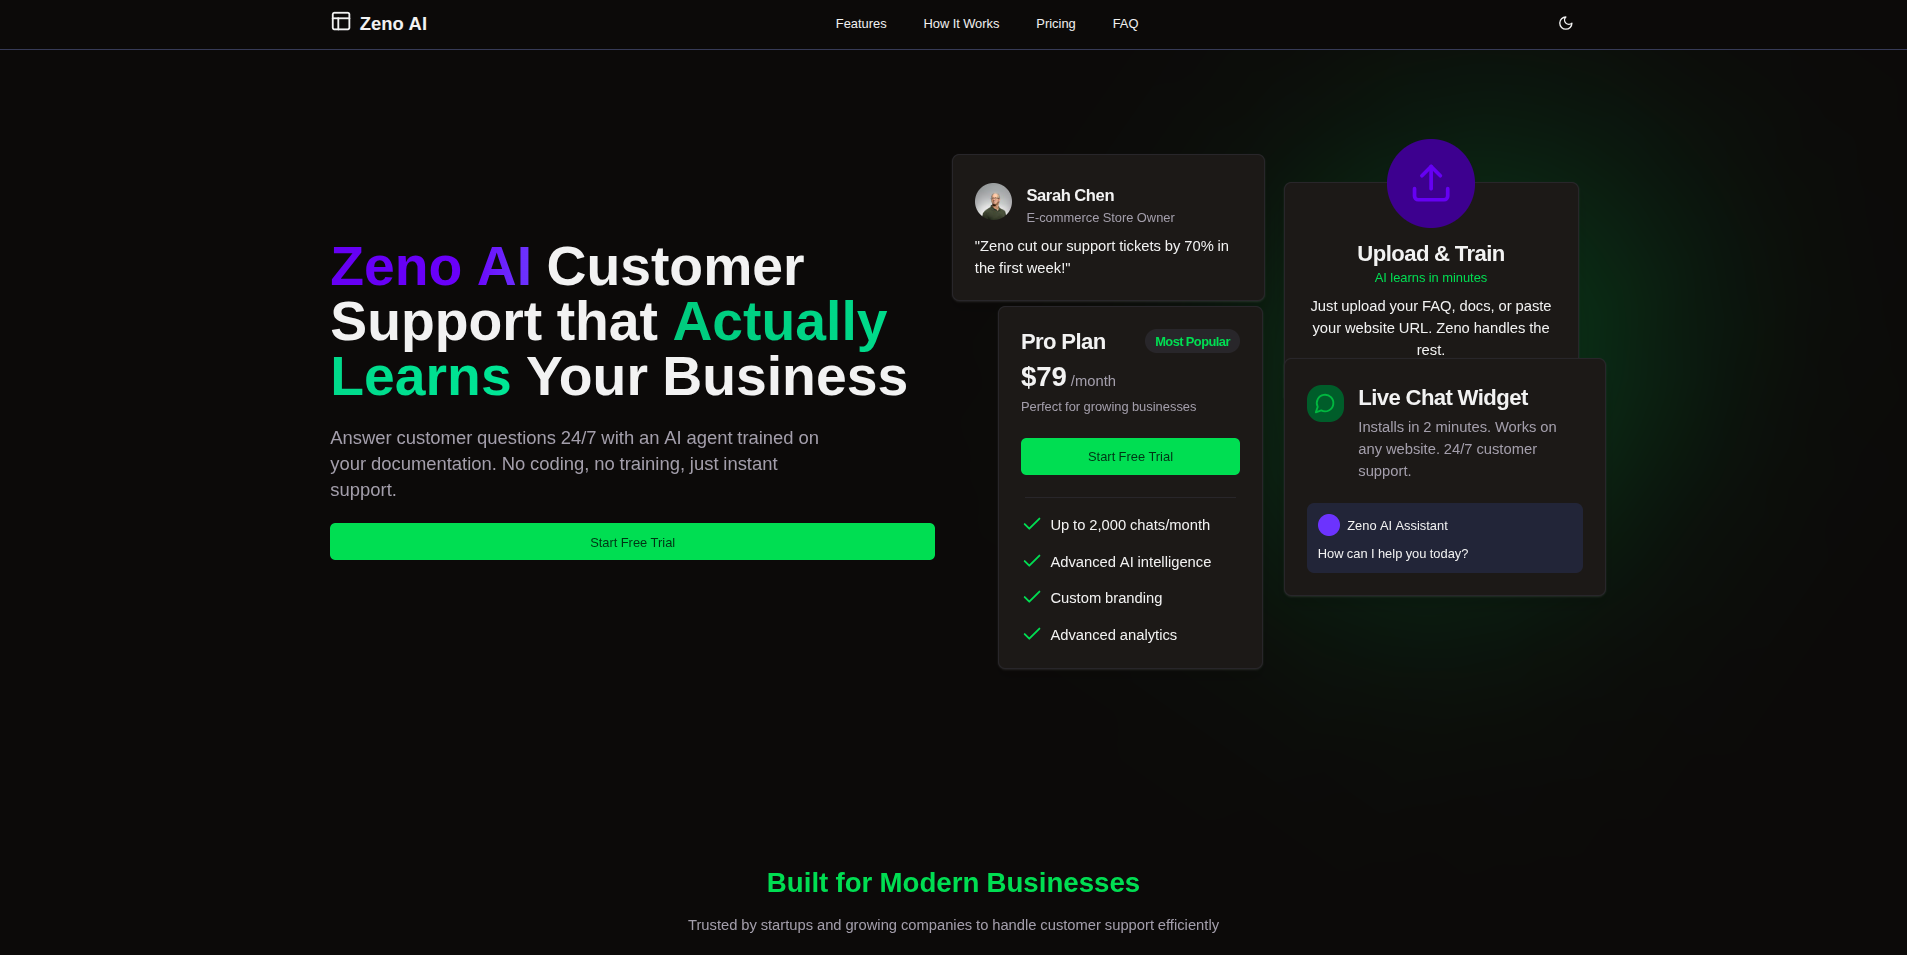 Zeno AI
Features
How It Works
Pricing
FAQ
Zeno AI Customer
Support that Actually
Learns Your Business
Answer customer questions 24/7 with an AI agent trained on
your documentation. No coding, no training, just instant
support.
Start Free Trial
Sarah Chen
E-commerce Store Owner
"Zeno cut our support tickets by 70% in
the first week!"
Pro Plan
Most Popular
$79 /month
Perfect for growing businesses
Start Free Trial
Up to 2,000 chats/month
Advanced AI intelligence
Custom branding
Advanced analytics
Upload & Train
AI learns in minutes
Just upload your FAQ, docs, or paste
your website URL. Zeno handles the
rest.
Live Chat Widget
Installs in 2 minutes. Works on
any website. 24/7 customer
support.
Zeno AI Assistant
How can I help you today?
Built for Modern Businesses
Trusted by startups and growing companies to handle customer support efficiently